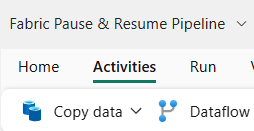 Fabric Pause & Resume Pipeline
Home Activities Run
Copy data Dataflow